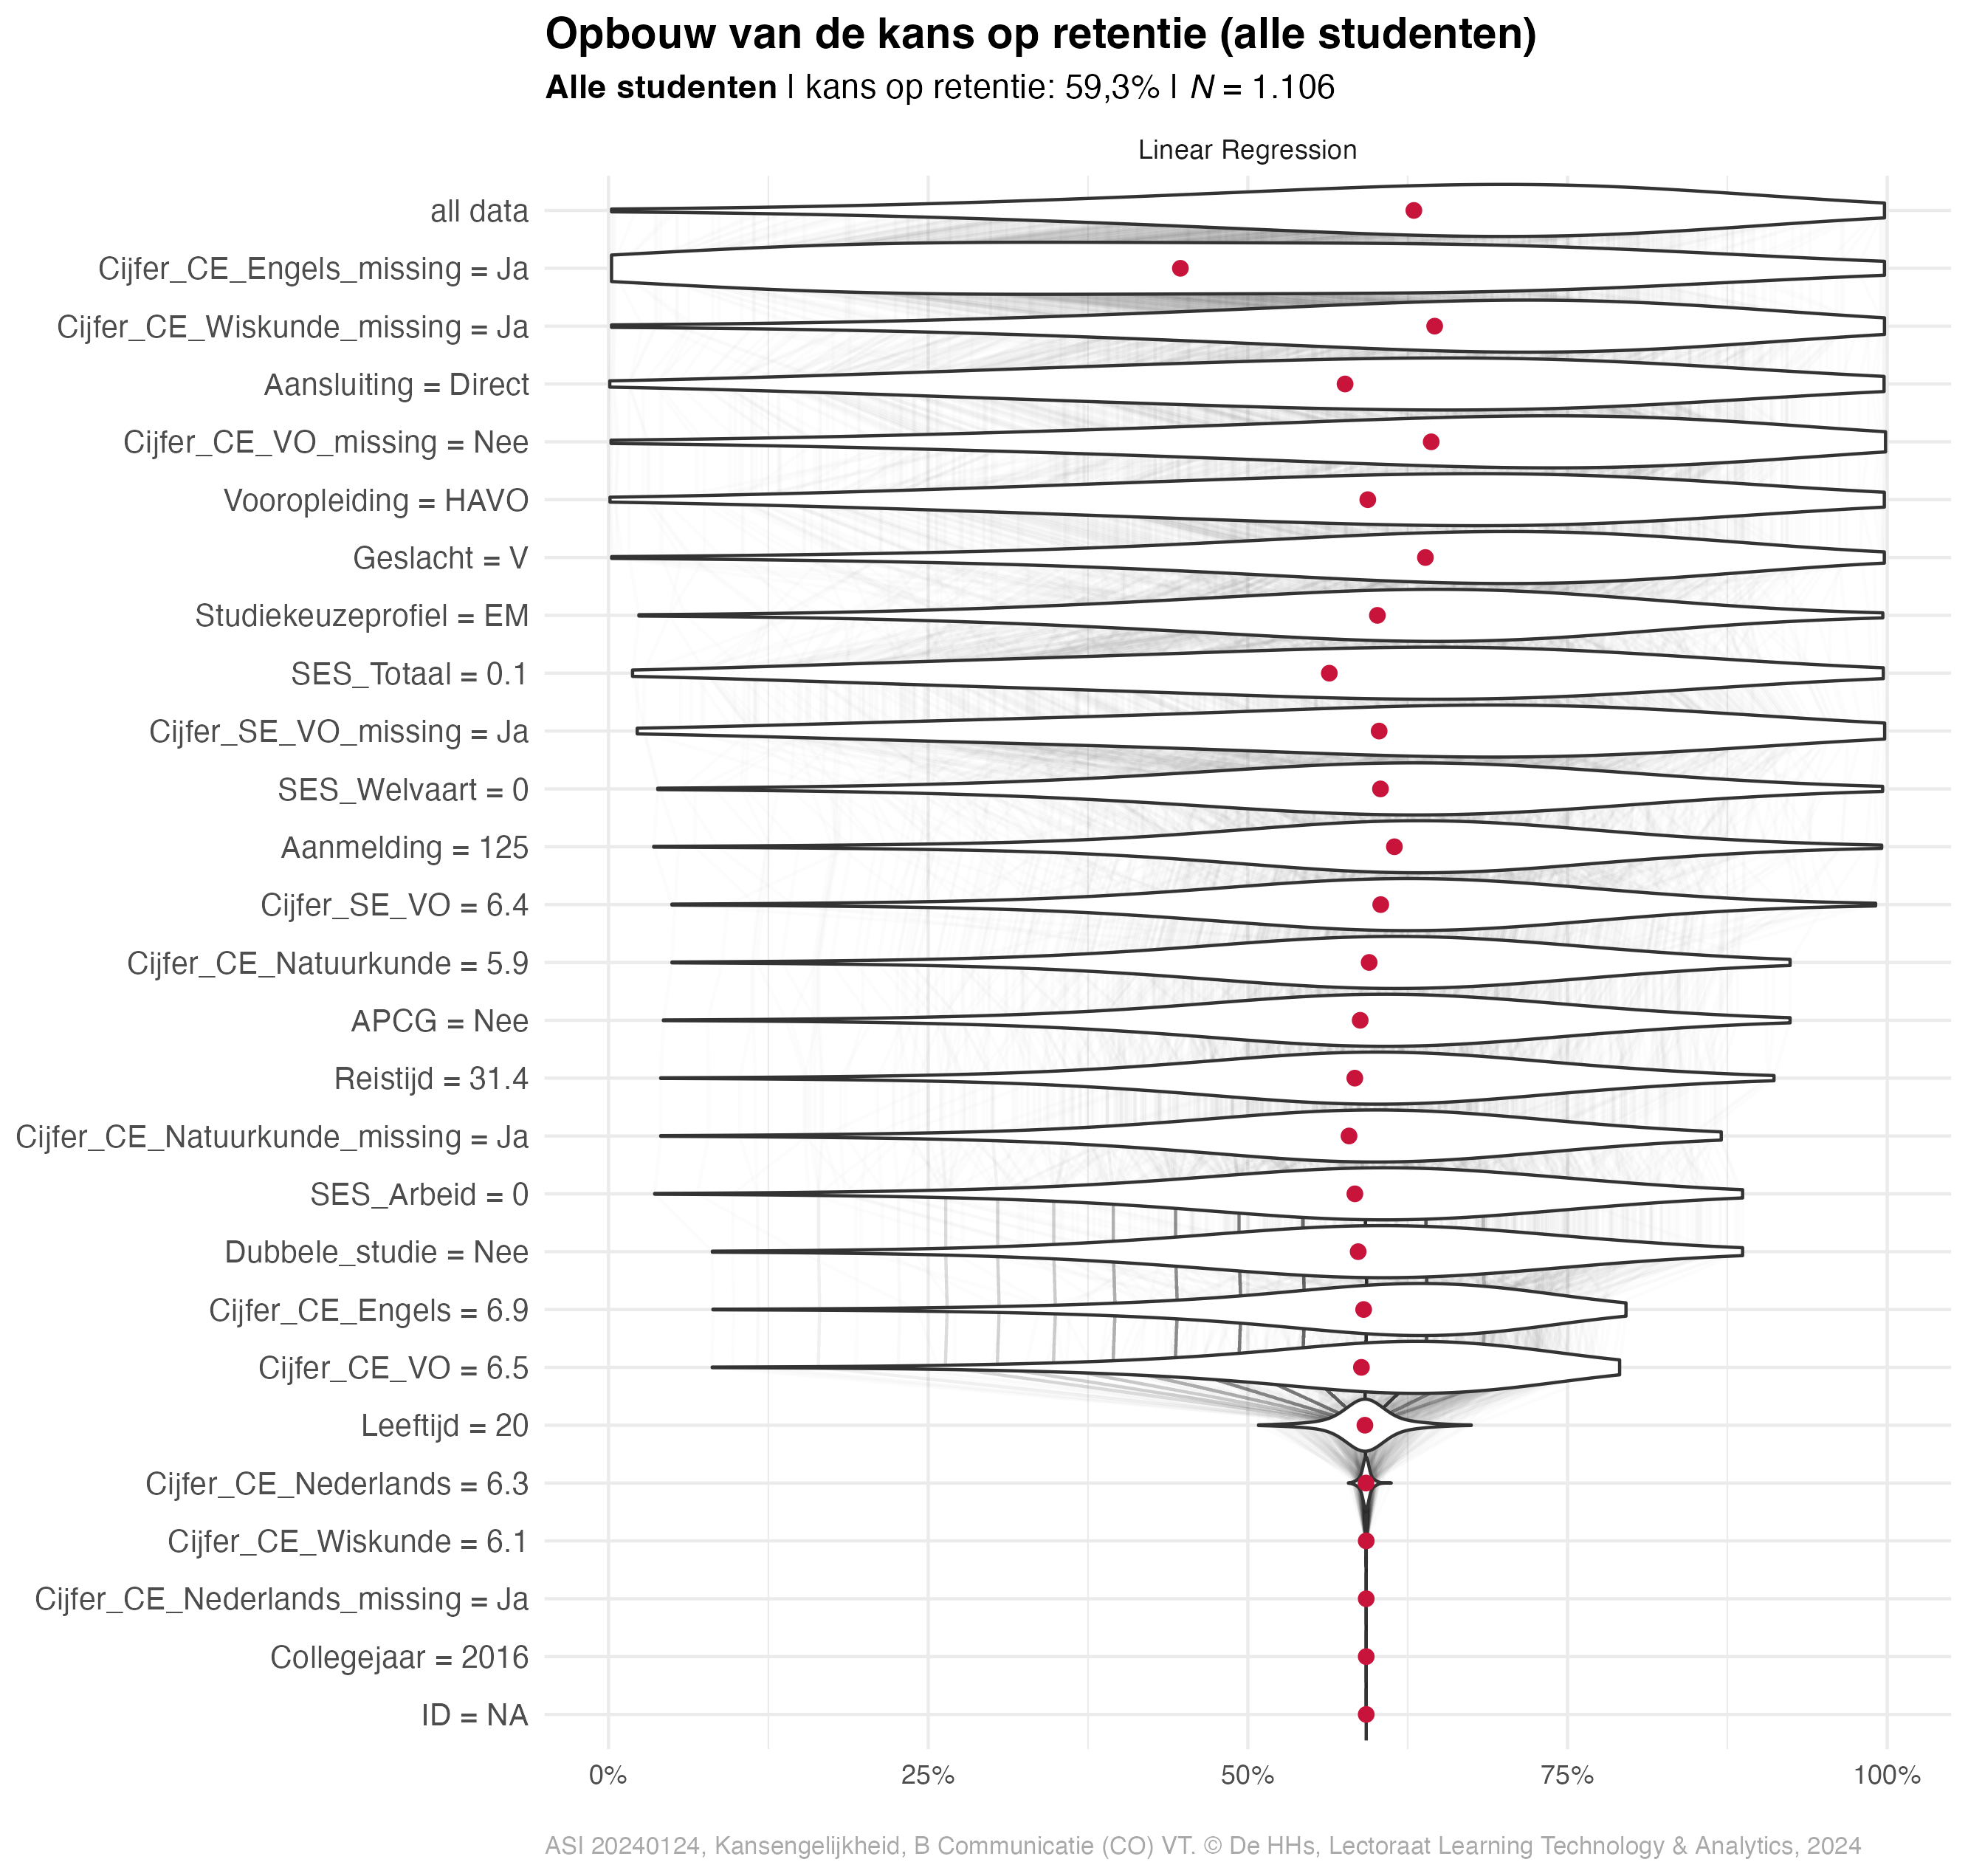 Opbouw van de kans op retentie (alle studenten)
Alle studenten | kans op retentie: 59,3% | N = 1.106
Linear Regression
all data
Cijfer_CE_Engels_missing = Ja
Cijfer_CE_Wiskunde_missing = Ja
Aansluiting = Direct
Cijfer_CE_VO_missing = Nee
Vooropleiding = HAVO
Geslacht = V
Studiekeuzeprofiel = EM
SES_Totaal = 0.1
Cijfer_SE_VO_missing = Ja
SES_Welvaart = 0
Aanmelding = 125
Cijfer_SE_VO = 6.4
Cijfer_CE_Natuurkunde = 5.9
APCG = Nee
Reistijd = 31.4
Cijfer_CE_Natuurkunde_missing = Ja
SES_Arbeid = 0
Dubbele_studie = Nee
Cijfer_CE_Engels = 6.9
Cijfer_CE_VO = 6.5
Leeftijd = 20
Cijfer_CE_Nederlands = 6.3
Cijfer_CE_Wiskunde = 6.1
Cijfer_CE_Nederlands_missing = Ja
Collegejaar = 2016
ID = NA
0% 25% 50% 75% 100%
ASI 20240124, Kansengelijkheid, B Communicatie (CO) VT. © De HHs, Lectoraat Learning Technology & Analytics, 2024